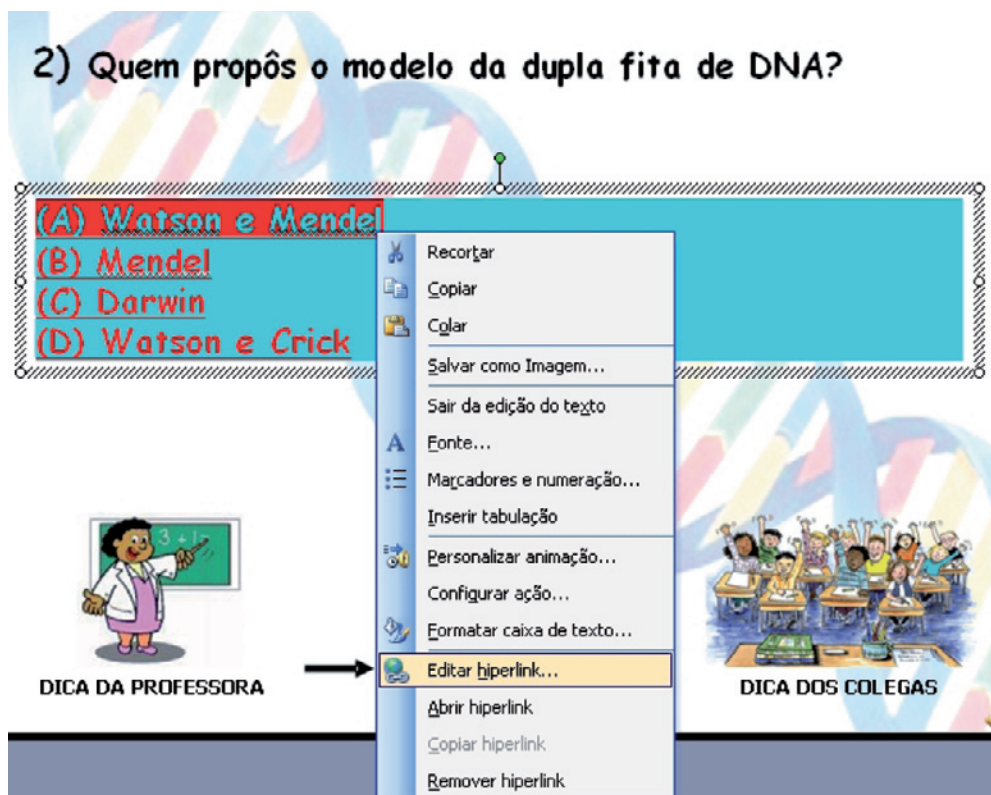 2) Quem propôs o modelo da dupla fita de DNA?
(A) Watson e Mendel
(B) Mendel
(C) Darwin
(D) Watson e Crick
Recortar
Copiar
Colar
Salvar como Imagem...
Sair da edição do texto
Fonte...
Marcadores e numeração...
Inserir tabulação
Personalizar animação...
Configurar ação...
Formatar caixa de texto...
Editar hiperlink...
Abrir hiperlink
Copiar hiperlink
Remover hiperlink
3+1=
DICA DA PROFESSORA
DICA DOS COLEGAS